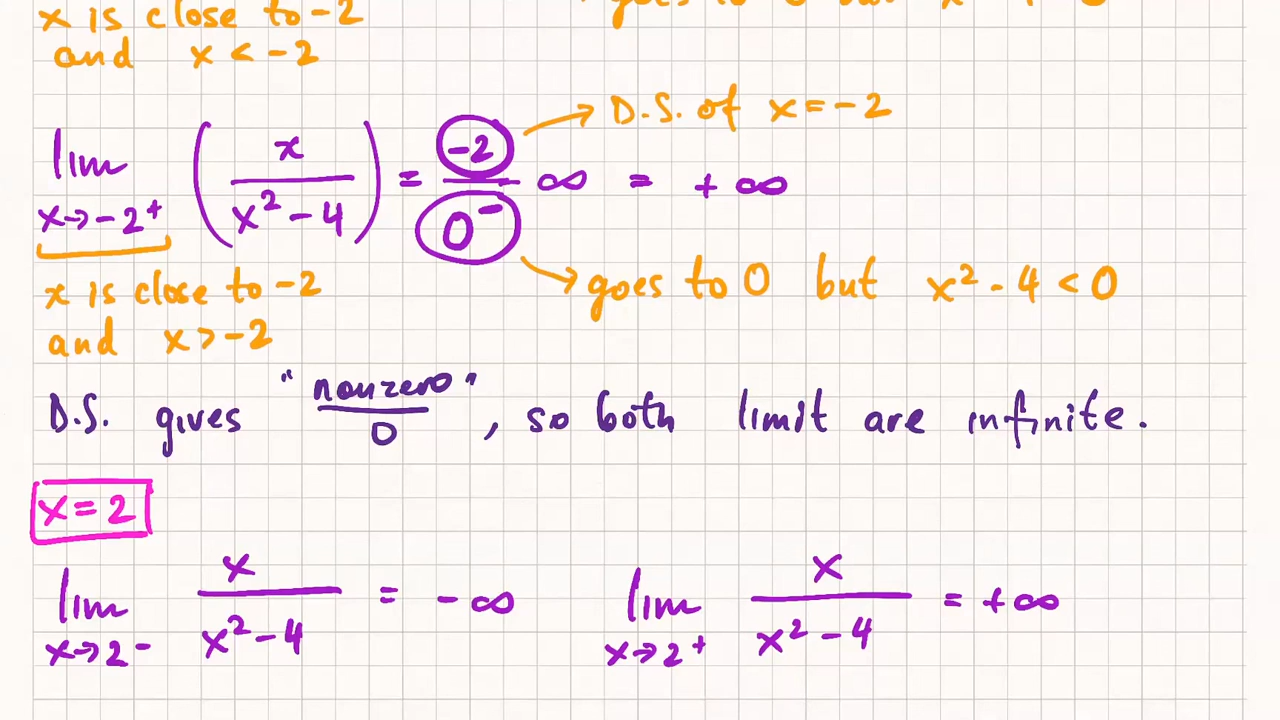 x is close to -2
and x < -2
D.S. of x = -2
lim x→-2⁺ (x / (x² - 4)) = -2 / 0⁻ ∞ = +∞
goes to 0 but x² - 4 < 0
x is close to -2
and x > -2
D.S. gives "nonzero" / 0, so both limit are infinite.
x = 2
lim x→2⁻ x / (x² - 4) = -∞
lim x→2⁺ x / (x² - 4) = +∞